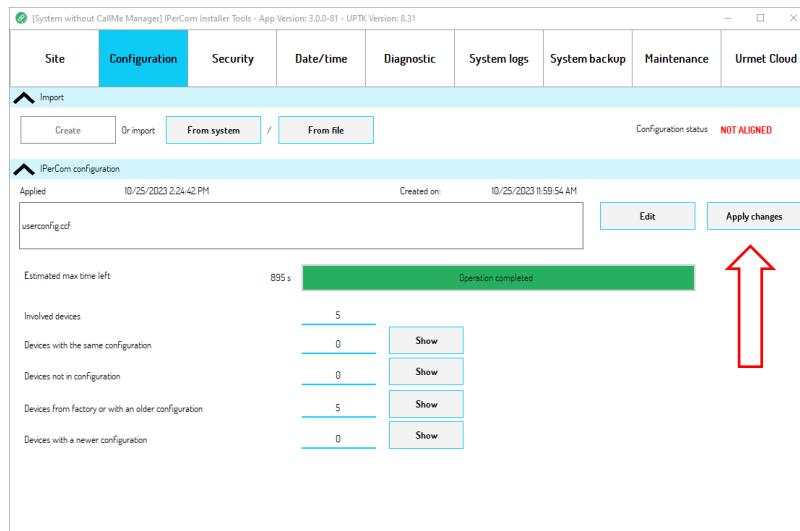 [System without CallMe Manager] IPerCom Installer Tools - App Version: 3.0.0-81 - UPTK Version: 8.31
Site Configuration Security Date/time Diagnostic System logs System backup Maintenance Urmet Cloud
Import
Create Or import From system / From file Configuration status NOT ALIGNED
IPerCom configuration
Applied 10/25/2023 2:24:42 PM Created on: 10/25/2023 11:59:54 AM
userconfig.ccf Edit Apply changes
Estimated max time left 895 s Operation completed
Involved devices 5
Devices with the same configuration 0 Show
Devices not in configuration 0 Show
Devices from factory or with an older configuration 5 Show
Devices with a newer configuration 0 Show